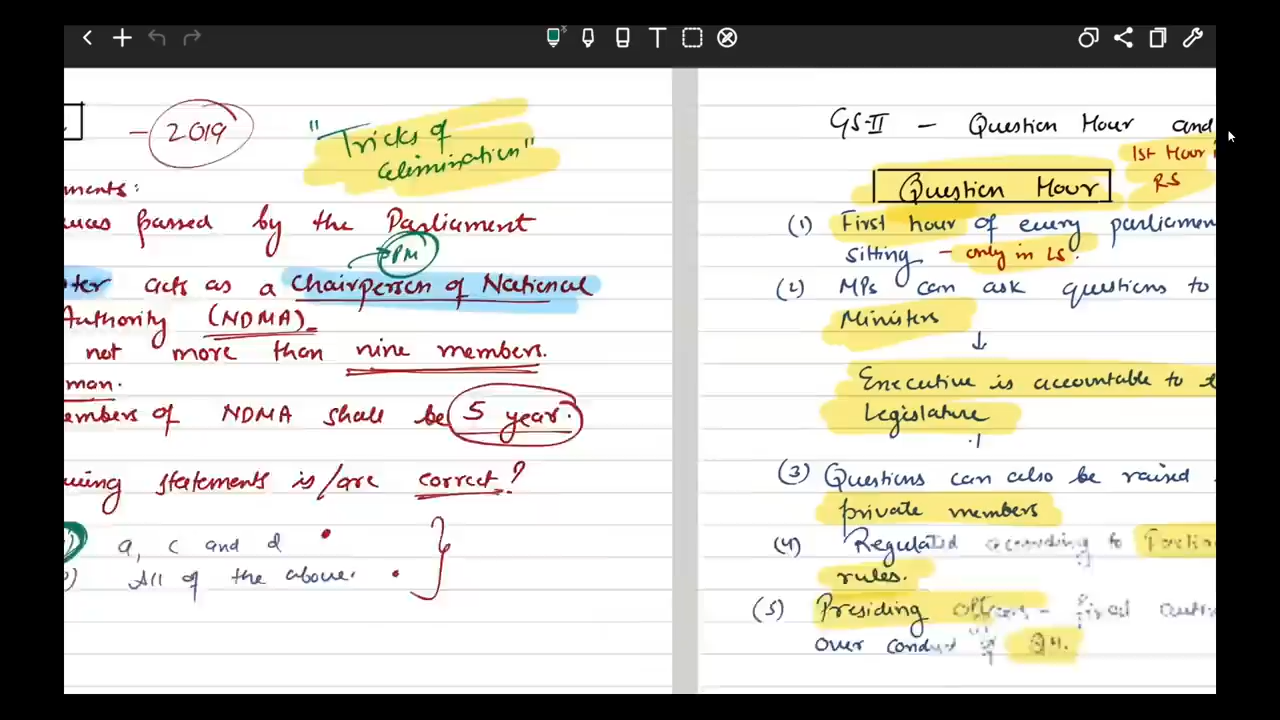 - 2019
"Tricks of
elimination"
ments:
was passed by the Parliament
PM
ter acts as a Chairperson of National
Authority (NDMA).
not more than nine members.
man.
embers of NDMA shall be 5 year.
wing statements is/are correct?
a, c and d
) All of the above.
GS-II - Question Hour and
1st Hour i
RS
Question Hour
(1) First hour of every parliamen
sitting - only in LS.
(2) MPs can ask questions to
Ministers
Executive is accountable to t
Legislature
(3) Questions can also be raised
private members
(4) Regulated according to
rules.
(5) Presiding officers -
over conduct of QH.